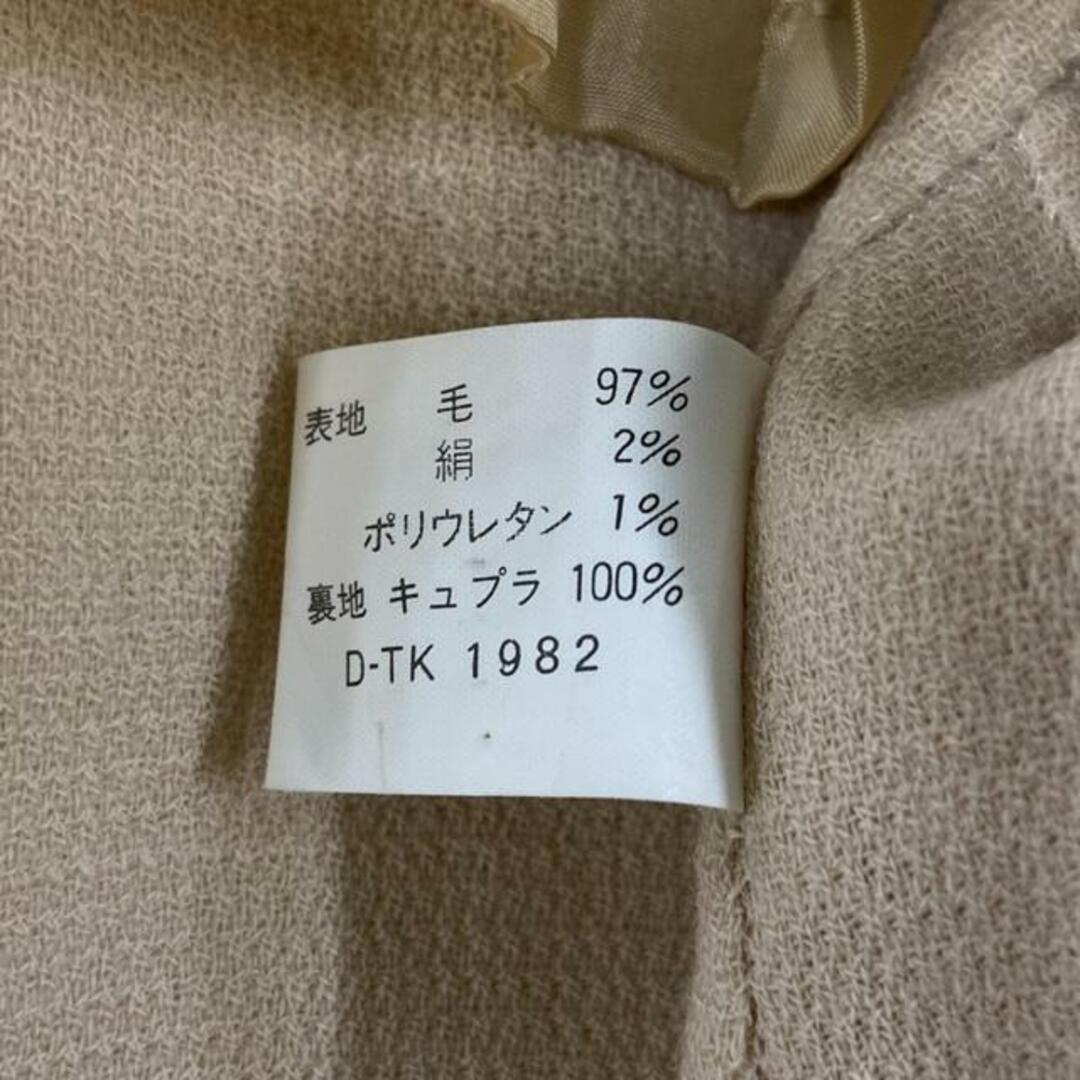 表地 毛 97%
絹 2%
ポリウレタン 1%
裏地 キュプラ 100%
D-TK 1982